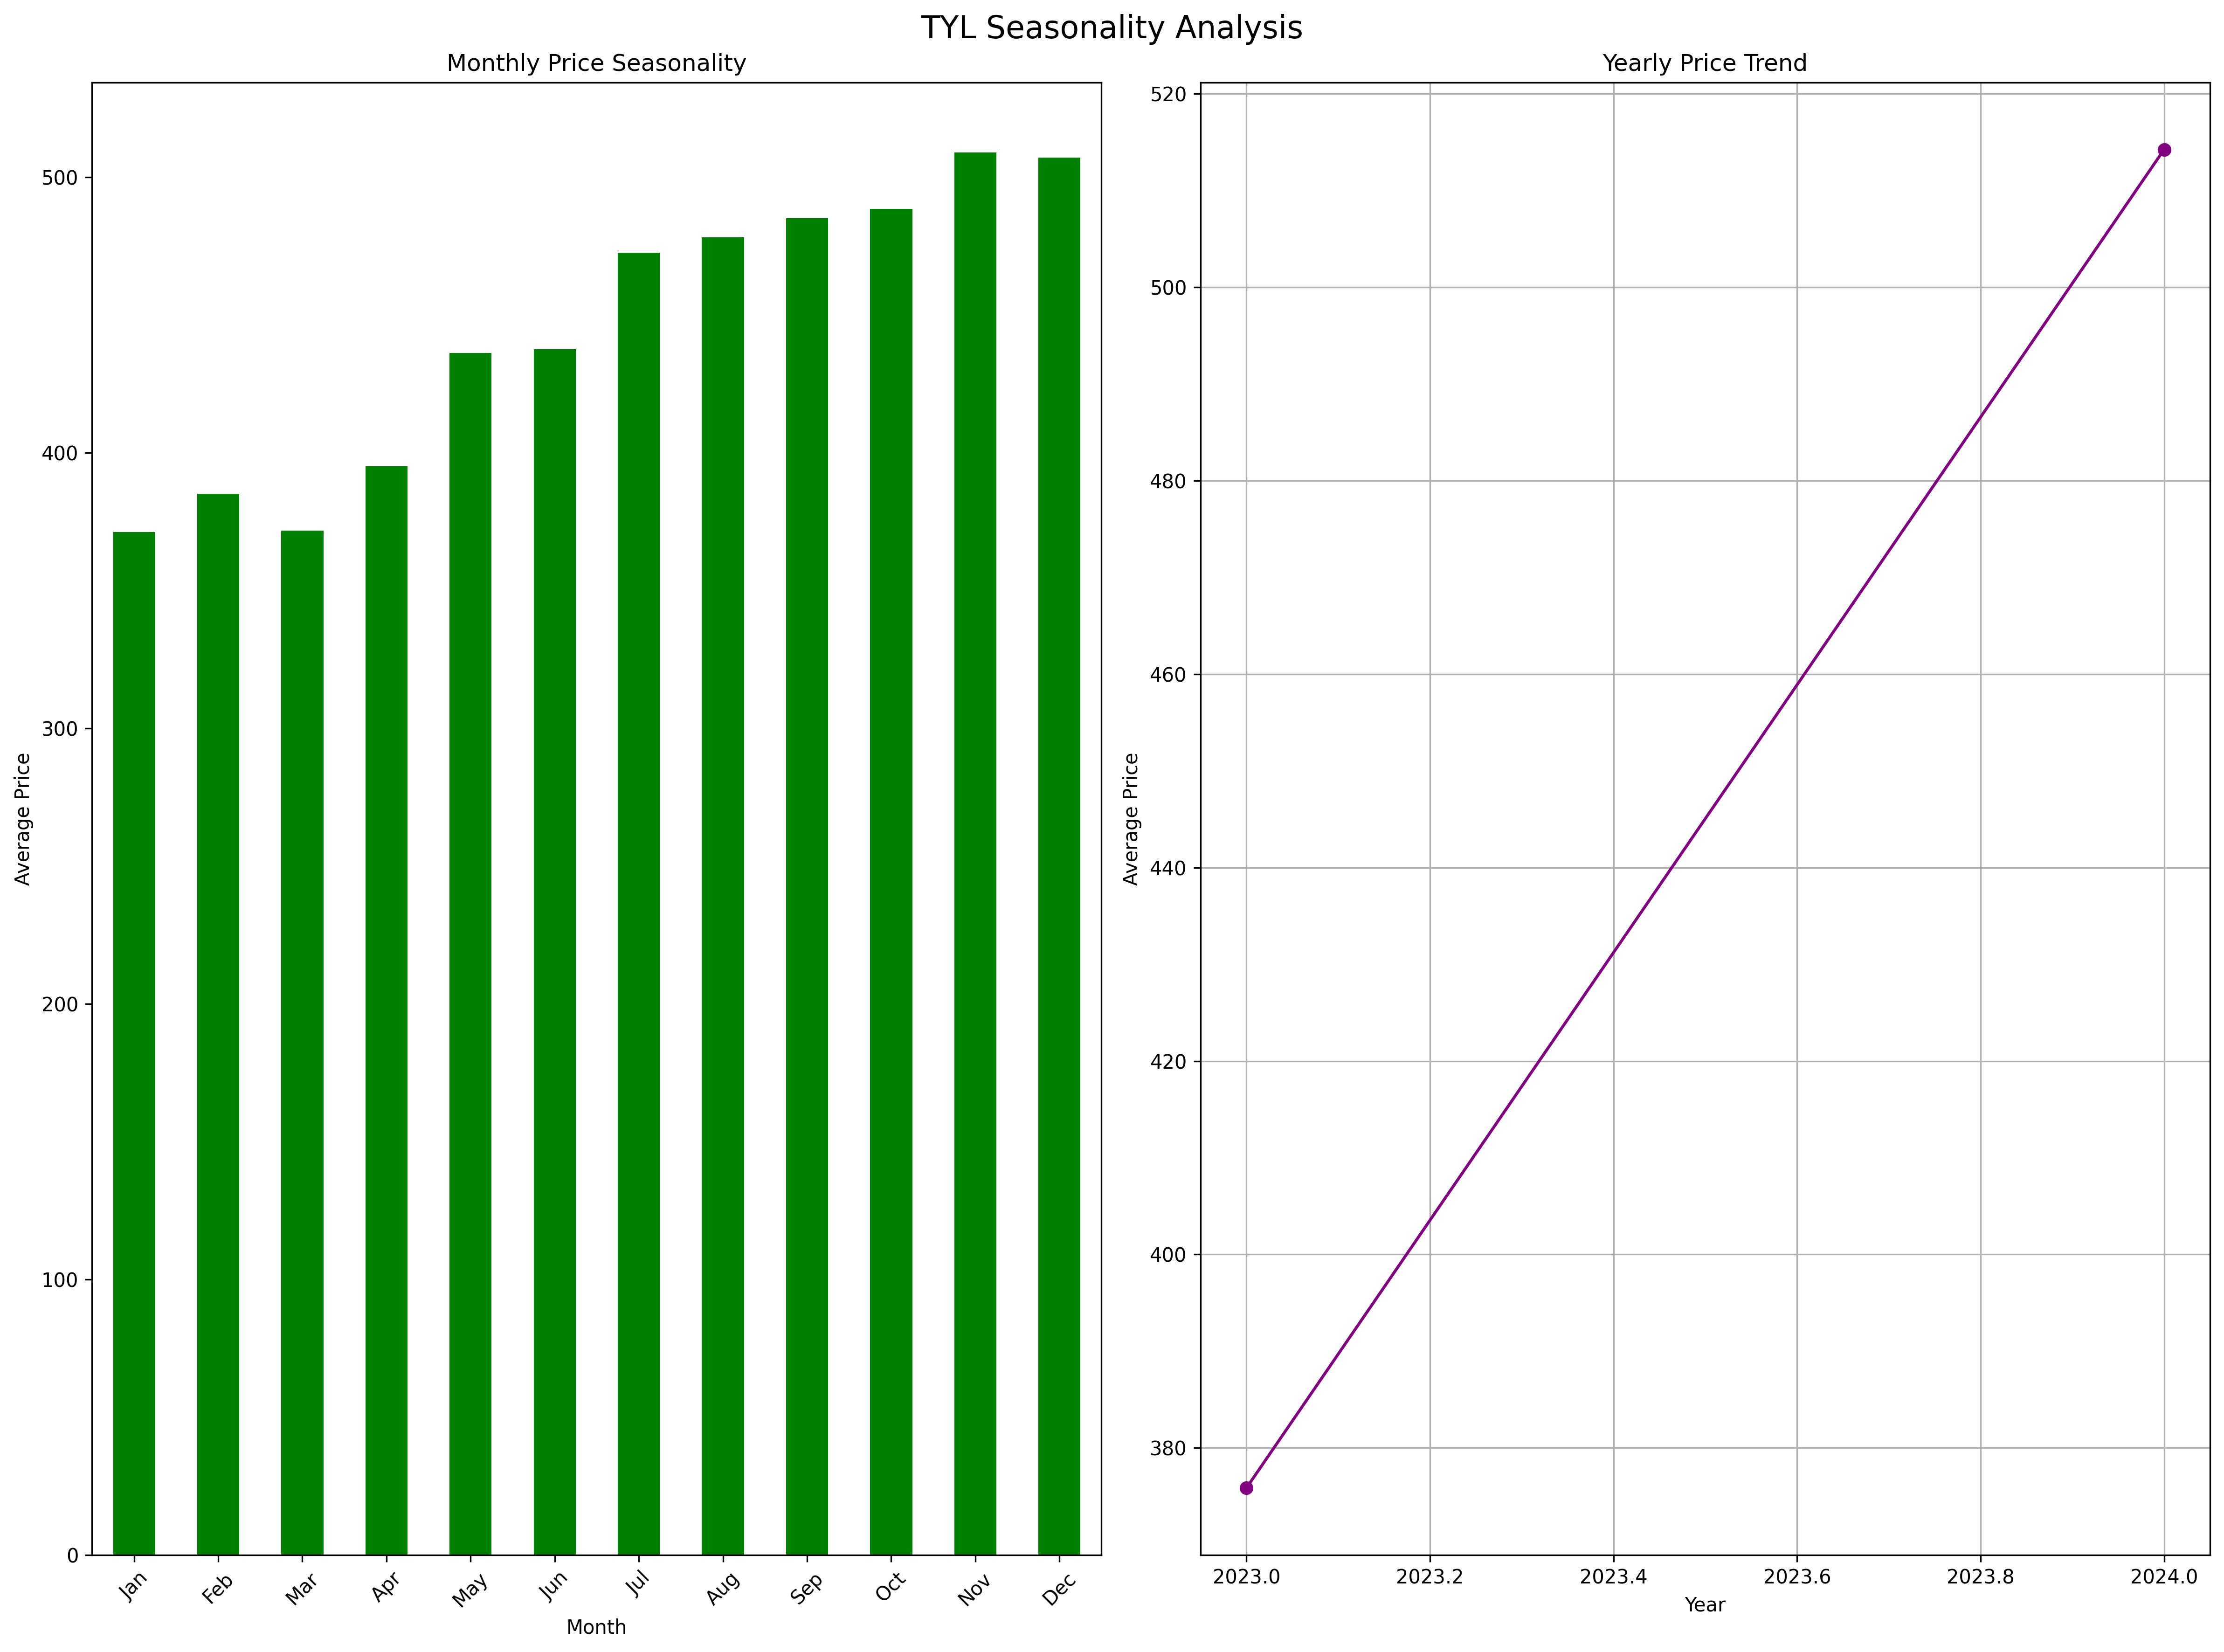 TYL Seasonality Analysis
Monthly Price Seasonality
Average Price
500
400
300
200
100
0
Jan
Feb
Mar
Apr
May
Jun
Jul
Aug
Sep
Oct
Nov
Dec
Month
Yearly Price Trend
Average Price
520
500
480
460
440
420
400
380
2023.0
2023.2
2023.4
2023.6
2023.8
2024.0
Year